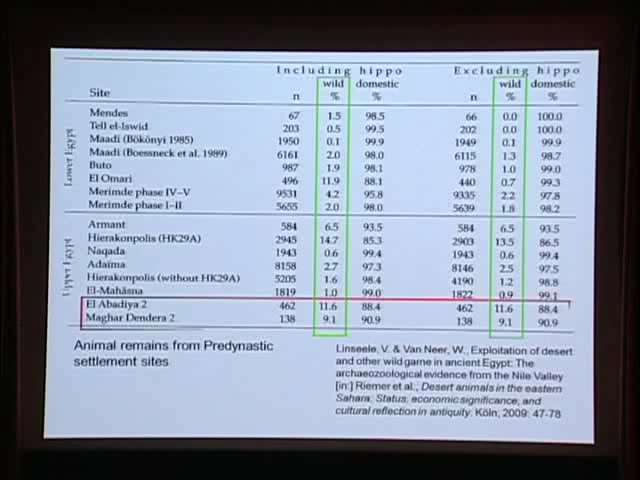 Including hippo Excluding hippo
wild domestic wild domestic
Site n % % n % %
Mendes 67 1.5 98.5 66 0.0 100.0
Tell el-Iswid 203 0.5 99.5 202 0.0 100.0
Maadi (Bökönyi 1985) 1950 0.1 99.9 1949 0.1 99.9
Maadi (Boessneck et al. 1989) 6161 2.0 98.0 6115 1.3 98.7
Buto 987 1.9 98.1 978 1.0 99.0
El Omari 496 11.9 88.1 440 0.7 99.3
Merimde phase IV–V 9531 4.2 95.8 9335 2.2 97.8
Merimde phase I–II 5655 2.0 98.0 5639 1.8 98.2
Lower Egypt
Armant 584 6.5 93.5 584 6.5 93.5
Hierakonpolis (HK29A) 2945 14.7 85.3 2903 13.5 86.5
Naqada 1943 0.6 99.4 1943 0.6 99.4
Adaïma 8158 2.7 97.3 8146 2.5 97.5
Hierakonpolis (without HK29A) 5205 1.6 98.4 4190 1.2 98.8
El-Mahâsna 1819 1.0 99.0 1822 0.9 99.1
El Abadiya 2 462 11.6 88.4 462 11.6 88.4
Maghar Dendera 2 138 9.1 90.9 138 9.1 90.9
Upper Egypt
Animal remains from Predynastic
settlement sites
Linseele, V. & Van Neer, W., Exploitation of desert
and other wild game in ancient Egypt: The
archaeozoological evidence from the Nile Valley
[in:] Riemer et al., Desert animals in the eastern
Sahara: Status, economic significance, and
cultural reflection in antiquity. Köln, 2009: 47-78